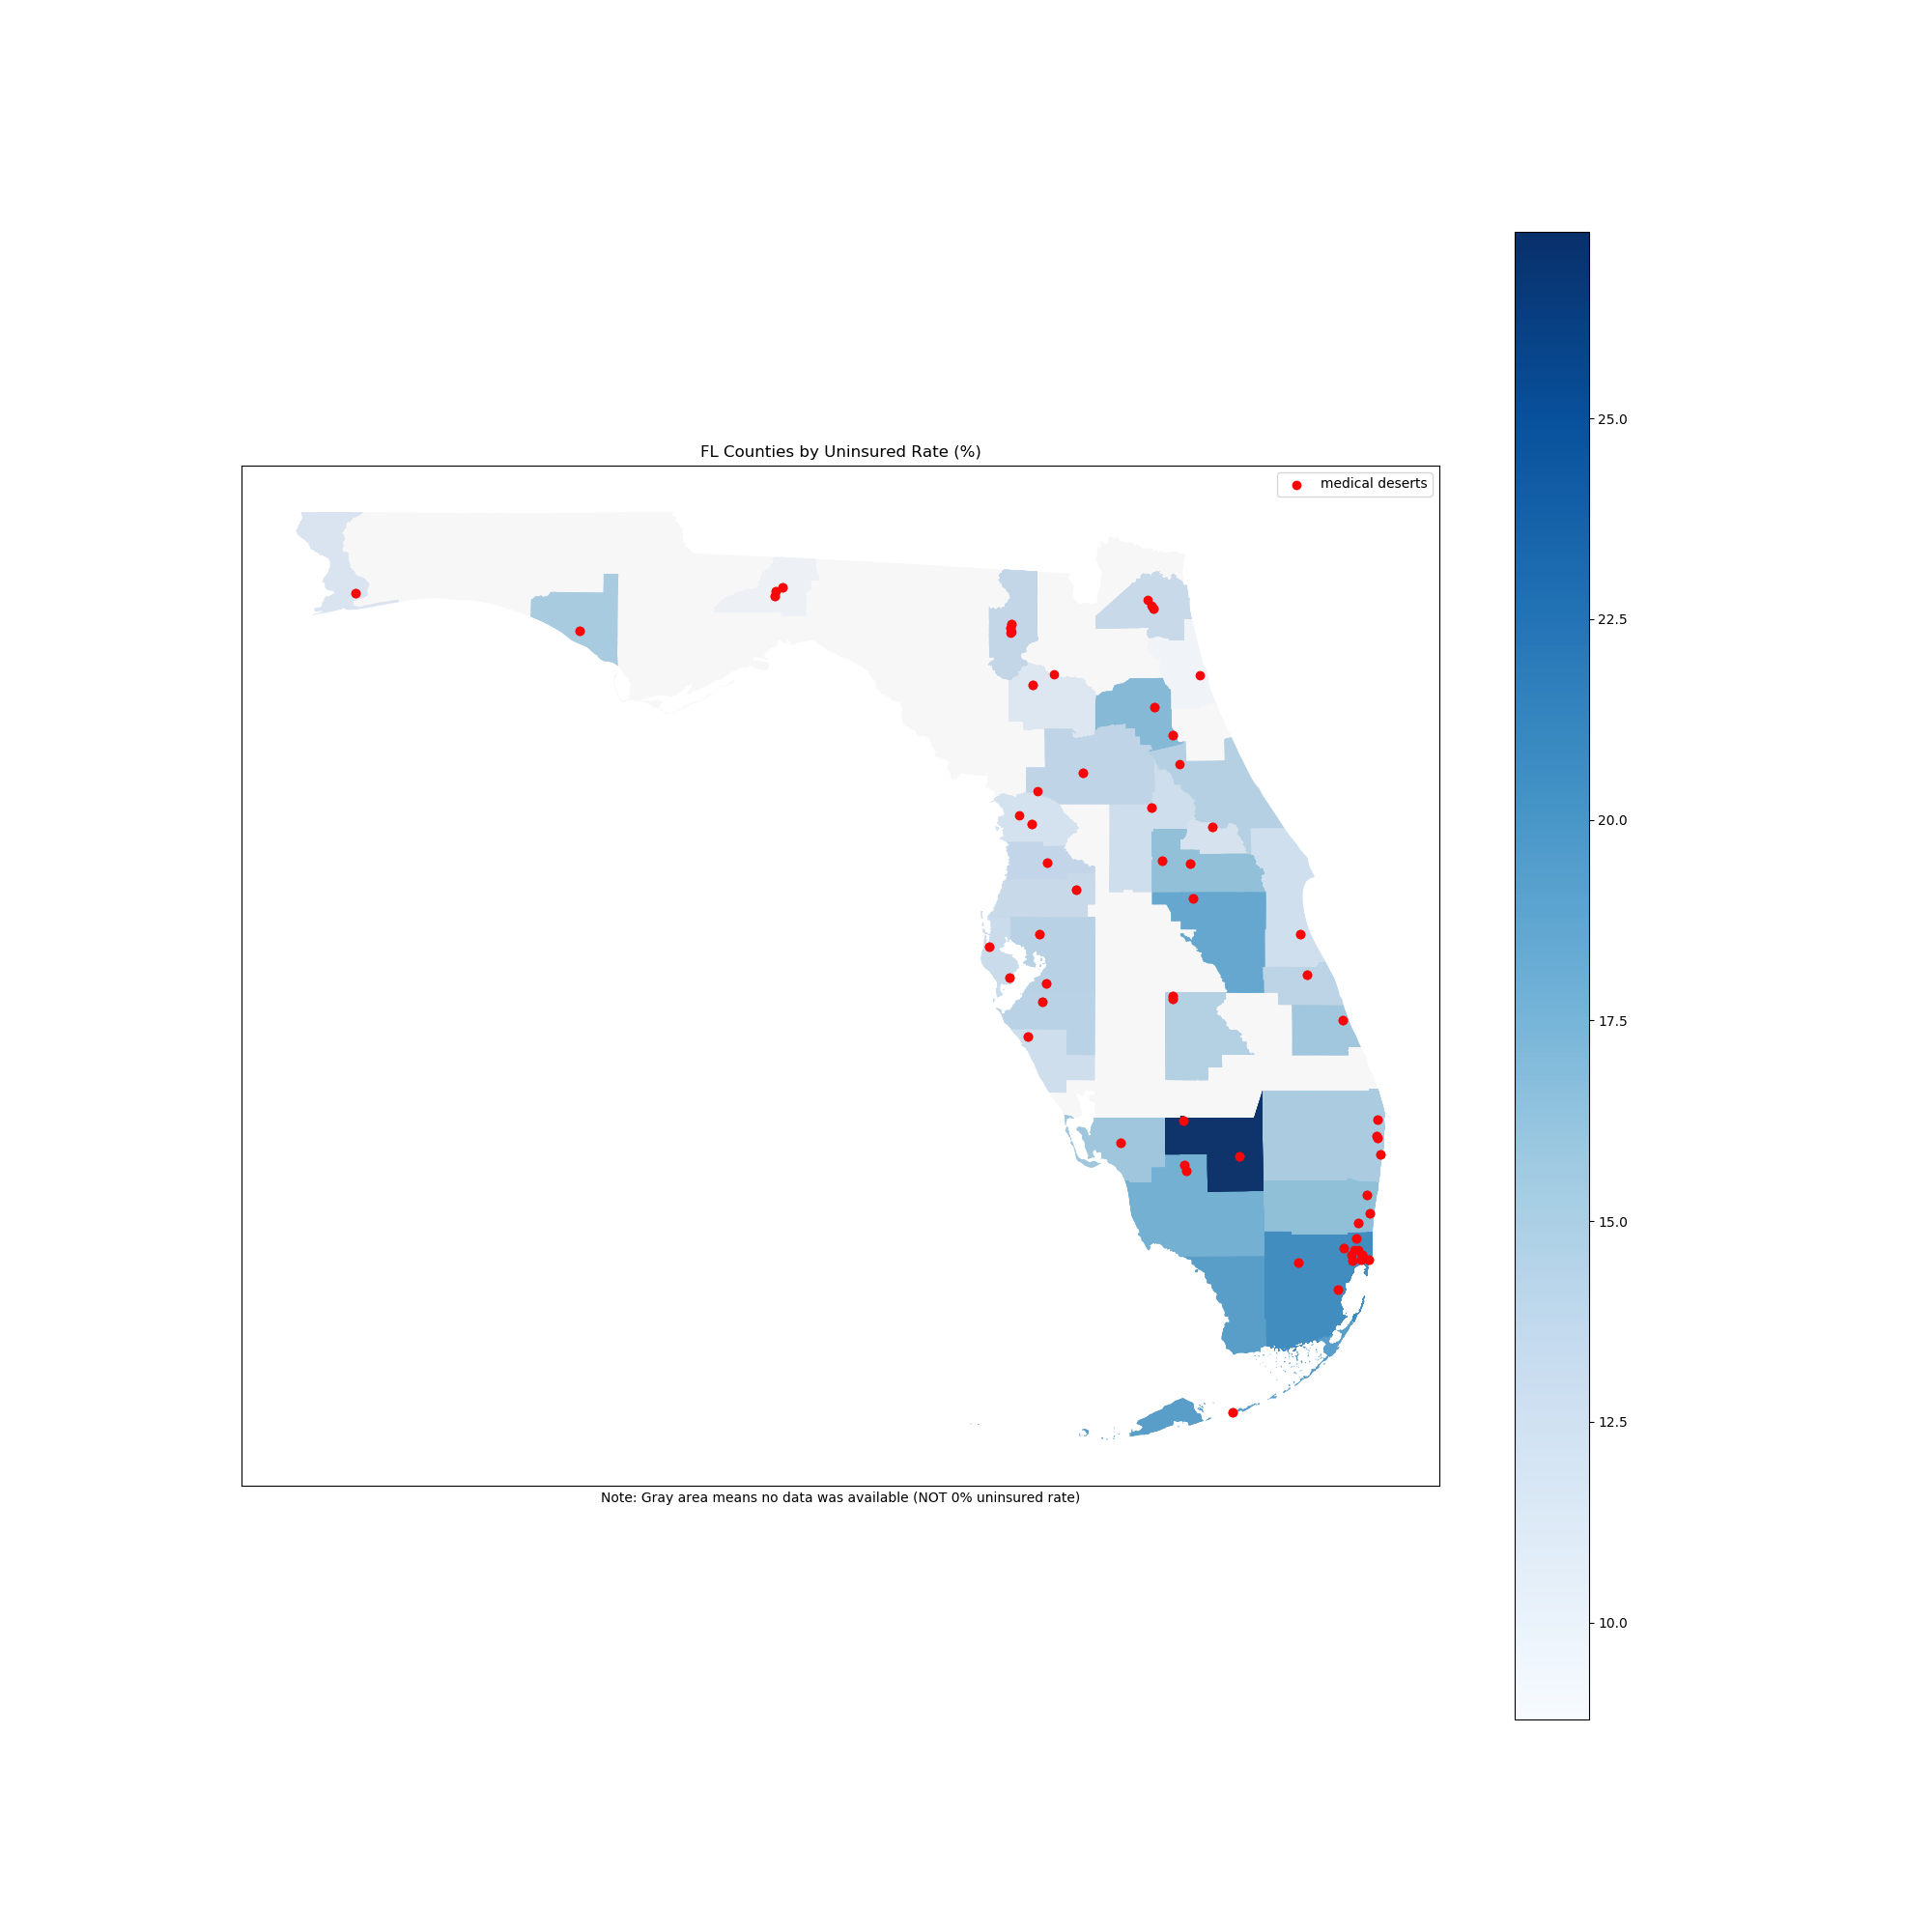 FL Counties by Uninsured Rate (%)
medical deserts
25.0
22.5
20.0
17.5
15.0
12.5
10.0
Note: Gray area means no data was available (NOT 0% uninsured rate)